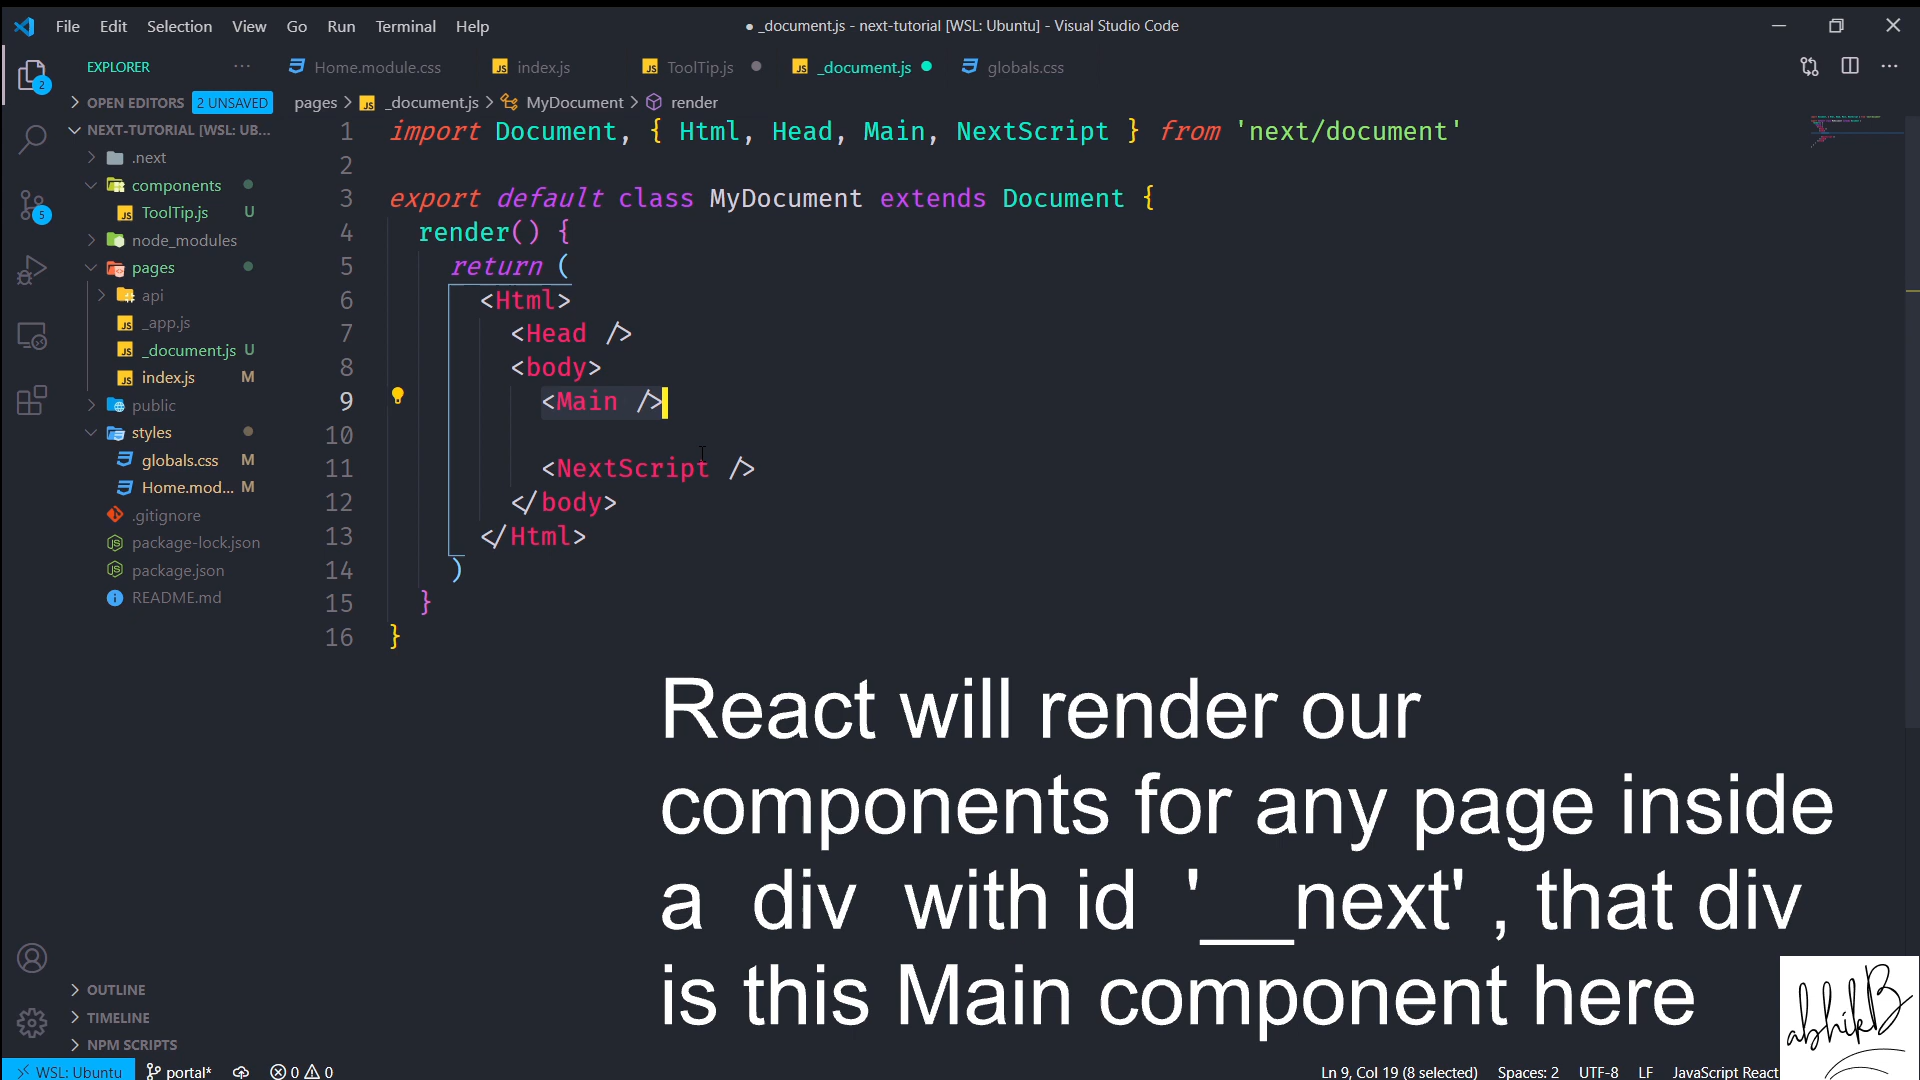 File Edit Selection View Go Run Terminal Help
● _document.js - next-tutorial [WSL: Ubuntu] - Visual Studio Code
EXPLORER ···
Home.module.css index.js ToolTip.js _document.js globals.css
OPEN EDITORS 2 UNSAVED
pages > _document.js > MyDocument > render
NEXT-TUTORIAL [WSL: UB...
.next
components
ToolTip.js U
node_modules
pages
api
_app.js
_document.js U
index.js M
public
styles
globals.css M
Home.mod... M
.gitignore
package-lock.json
package.json
README.md
2
5
1 import Document, { Html, Head, Main, NextScript } from 'next/document'
2
3 export default class MyDocument extends Document {
4 render() {
5 return (
6 <Html>
7 <Head />
8 <body>
9 <Main />
10
11 <NextScript />
12 </body>
13 </Html>
14 )
15 }
16 }
React will render our
components for any page inside
a div with id '__next' , that div
is this Main component here
abhikB
OUTLINE
TIMELINE
NPM SCRIPTS
WSL: Ubuntu portal* 0 0 Ln 9, Col 19 (8 selected) Spaces: 2 UTF-8 LF JavaScript React